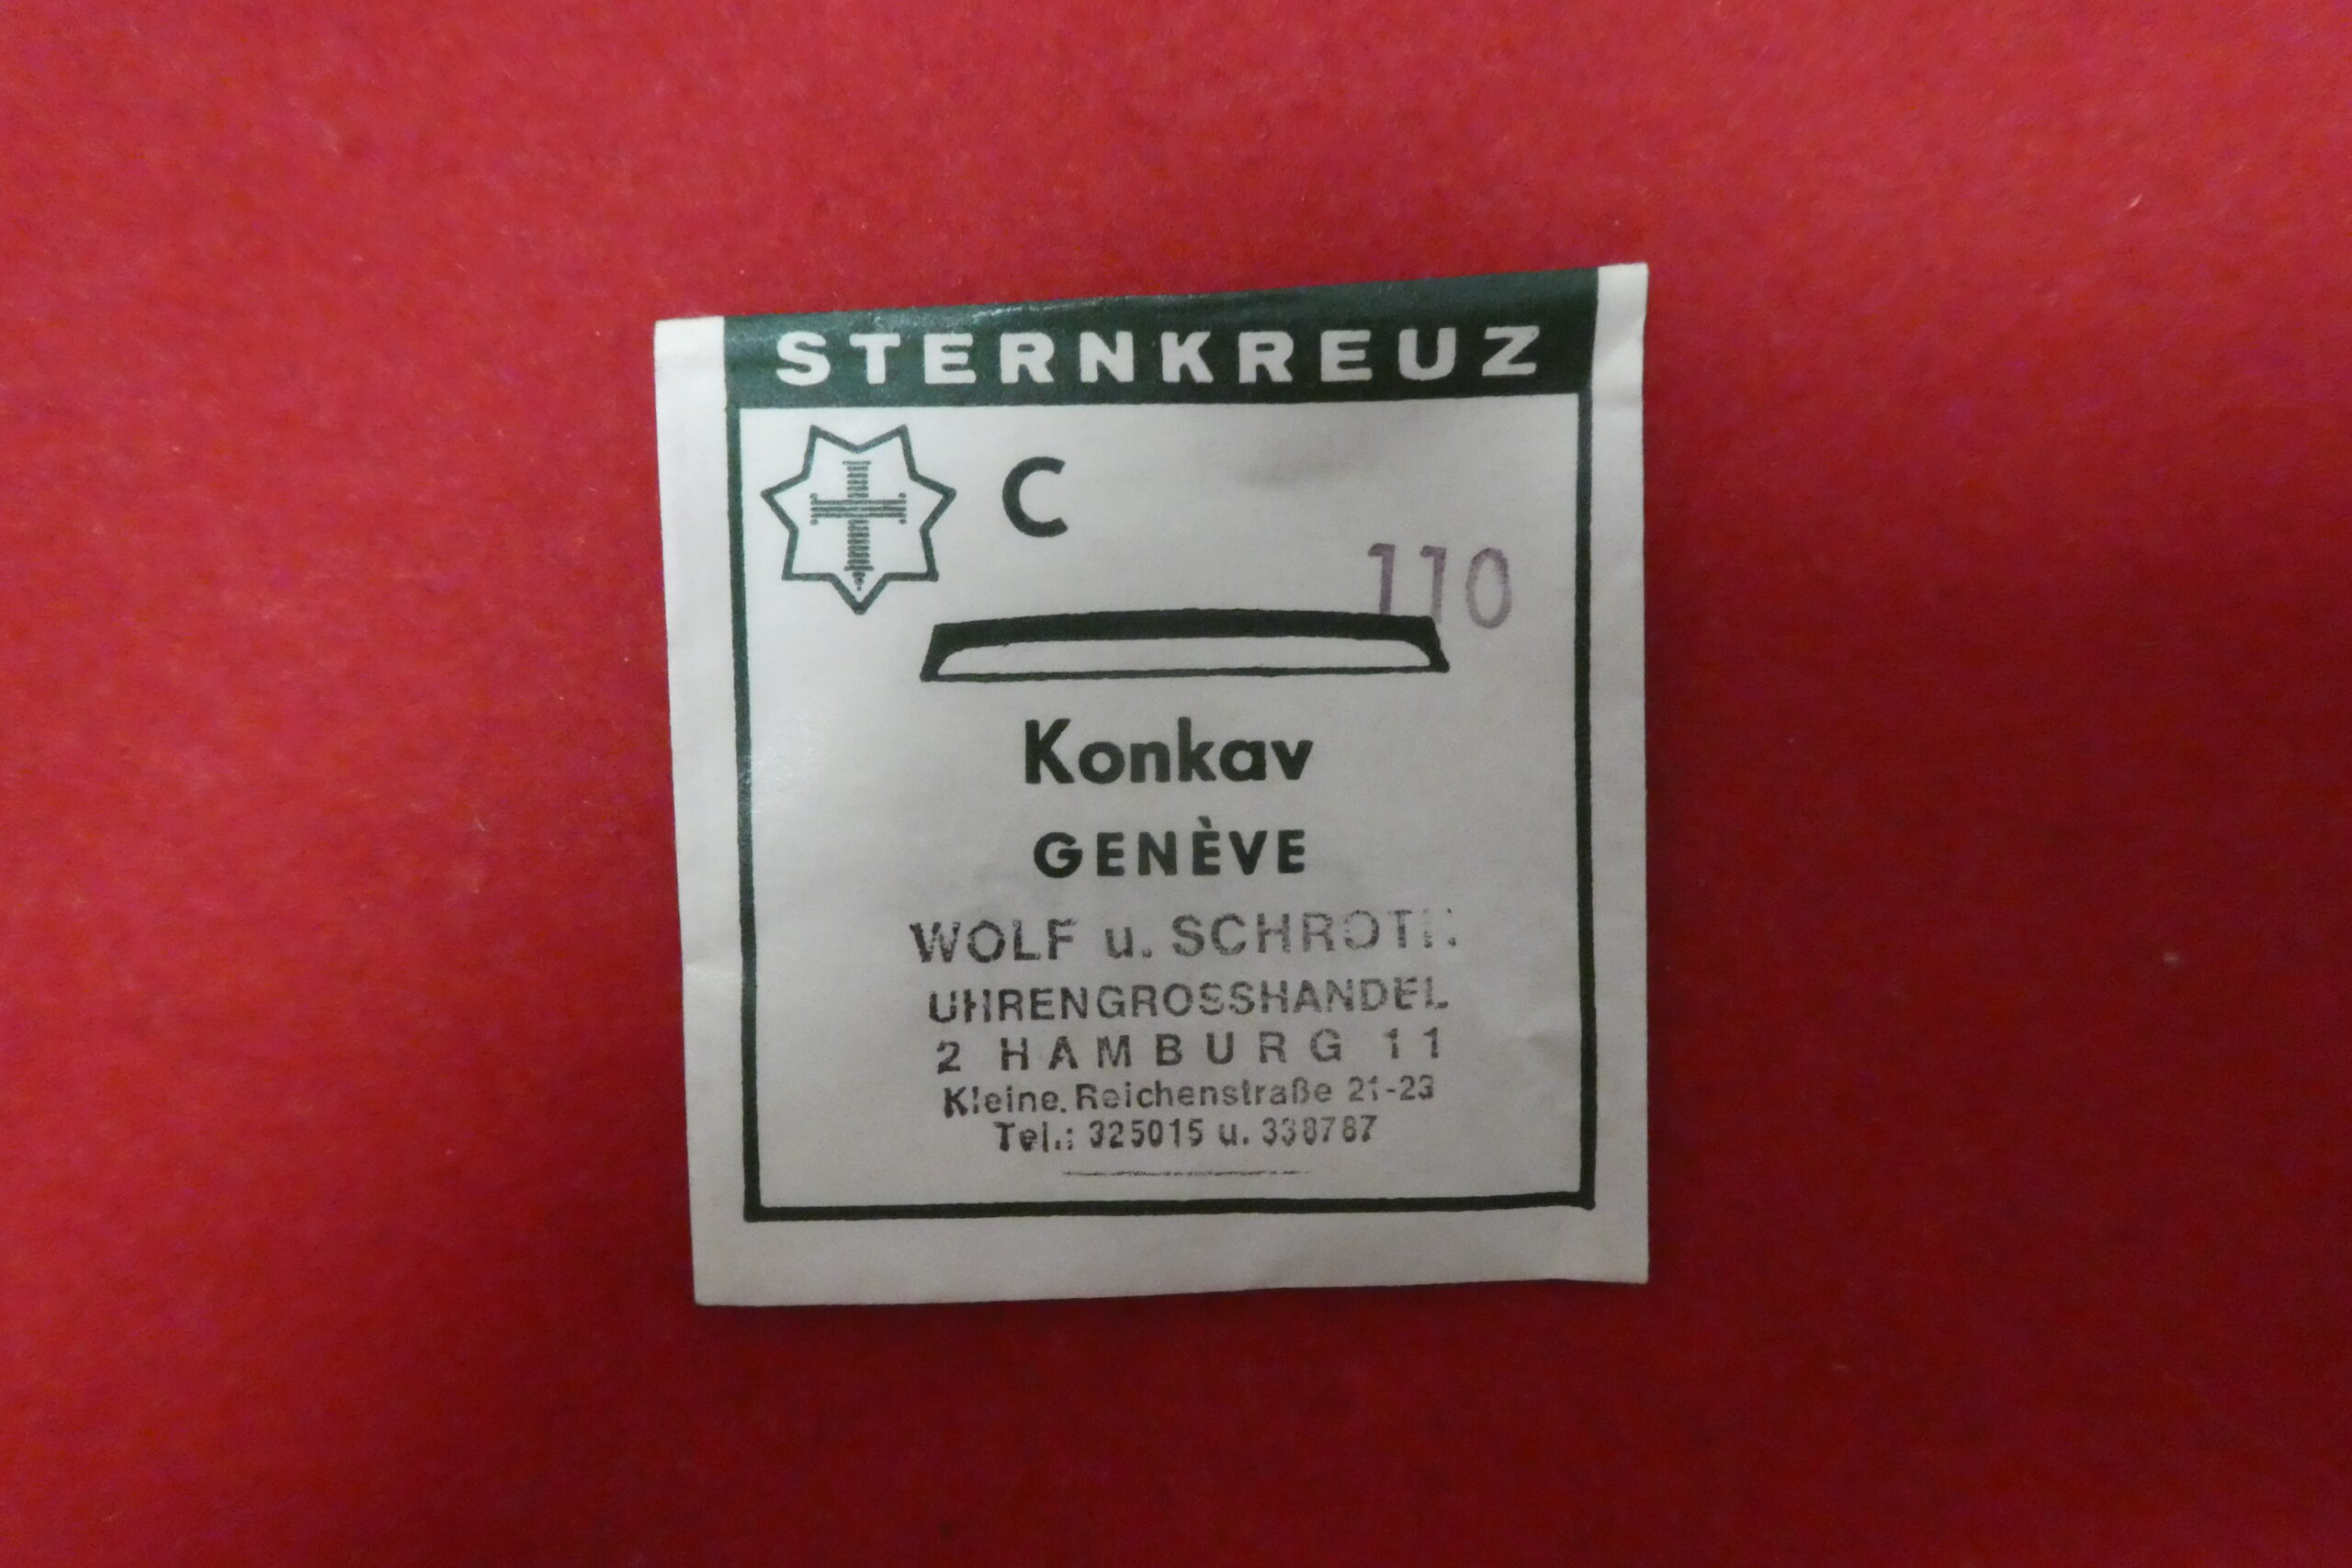 STERNKREUZ
C
110
Konkav
GENÈVE
WOLF u. SCHROTH
UHRENGROSSHANDEL
2 HAMBURG 11
Kleine Reichenstraße 21-23
Tel.: 325015 u. 338787